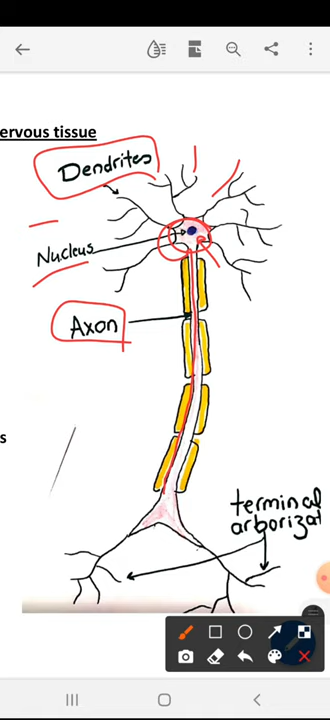 ervous tissue
Dendrites
Nucleus
Axon
s
terminal
arborizat